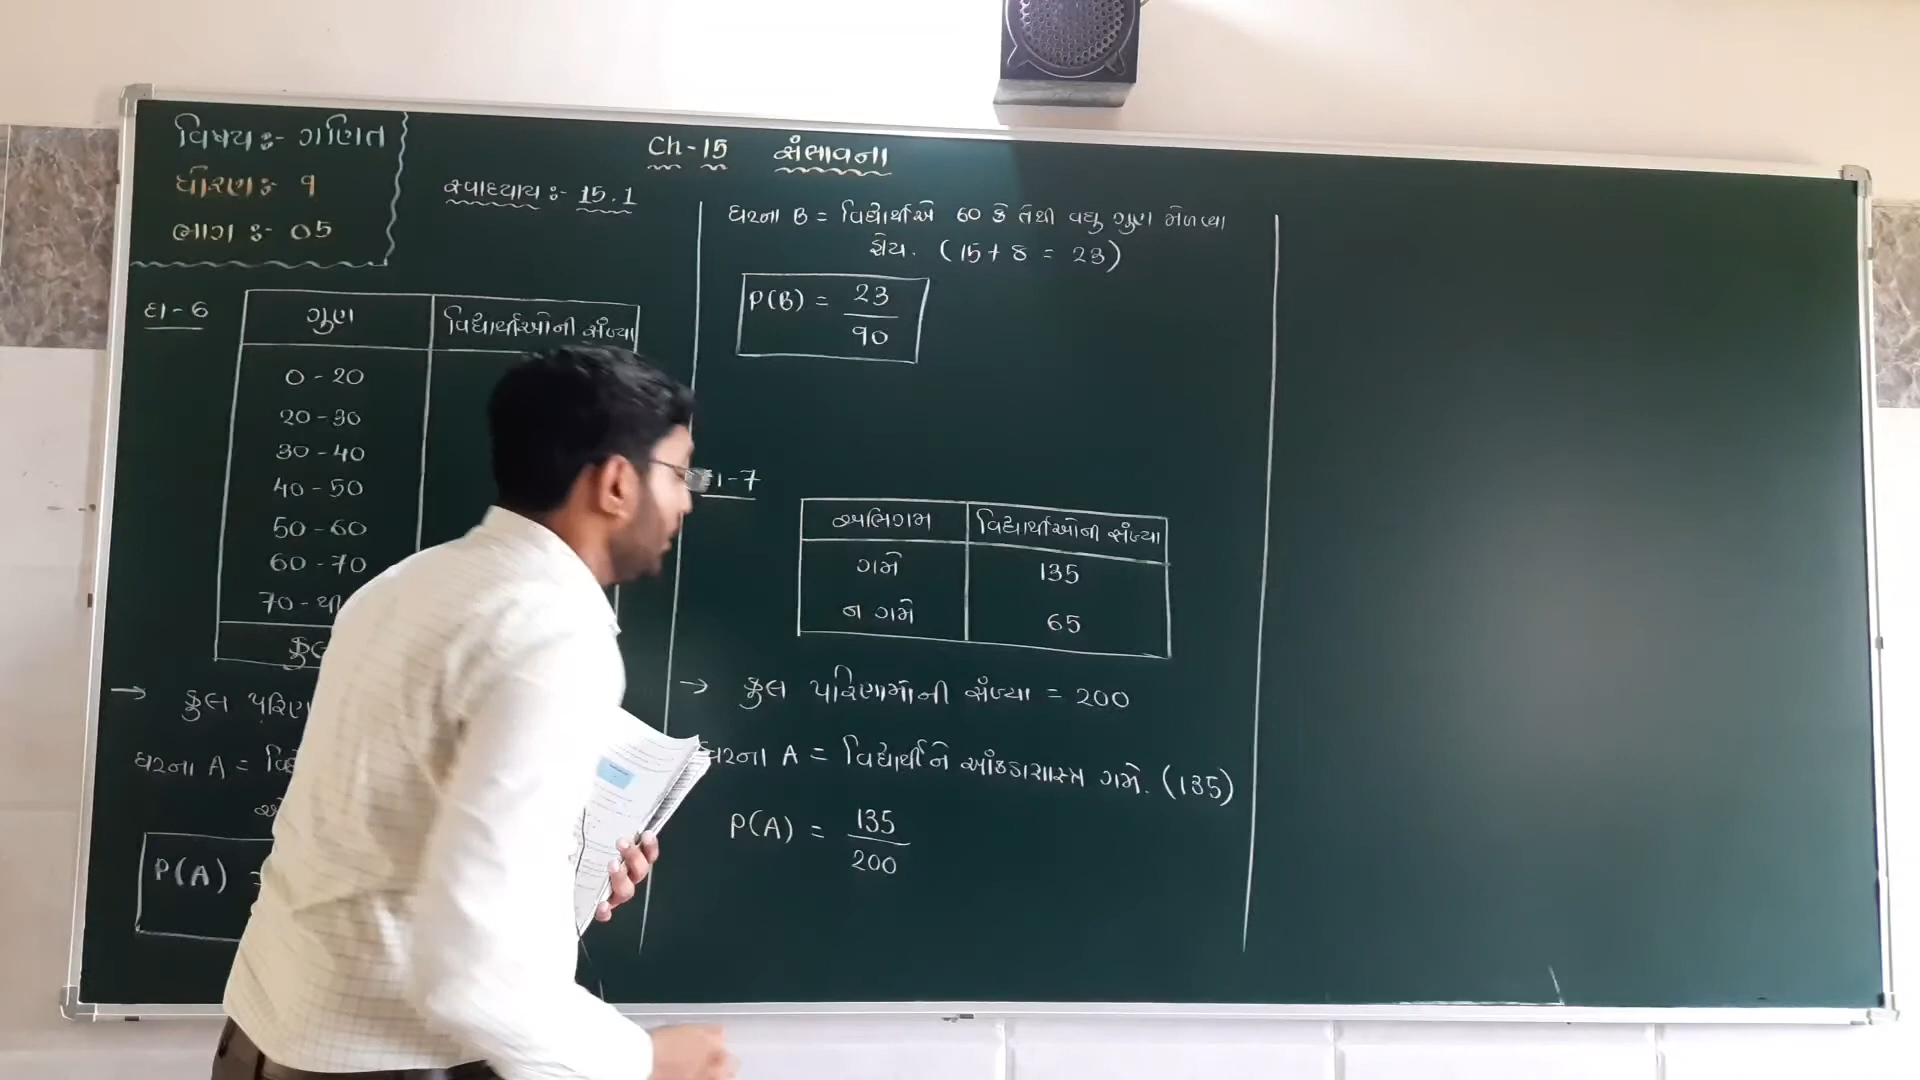 વિષય :- ગણિત
ધોરણ : 9
ભાગ :- 05
Ch-15 સંભાવના
સ્વાધ્યાય :- 15.1
દા-6
ગુણ વિદ્યાર્થીઓની સંખ્યા
0 - 20
20 - 30
30 - 40
40 - 50
50 - 60
60 - 70
70 -
→ કુલ
ઘટના A =
P(A) =
ઘટના B = વિદ્યાર્થીએ 60 કે તેથી વધુ ગુણ મેળવ્યા
હોય. (15 + 8 = 23)
P(B) = 23
90
દા-7
અભિગમ વિદ્યાર્થીઓની સંખ્યા
ગમે 135
ન ગમે 65
→ કુલ પરિણામોની સંખ્યા = 200
ઘટના A = વિદ્યાર્થીને આંકડાશાસ્ત્ર ગમે. (135)
P(A) = 135
200